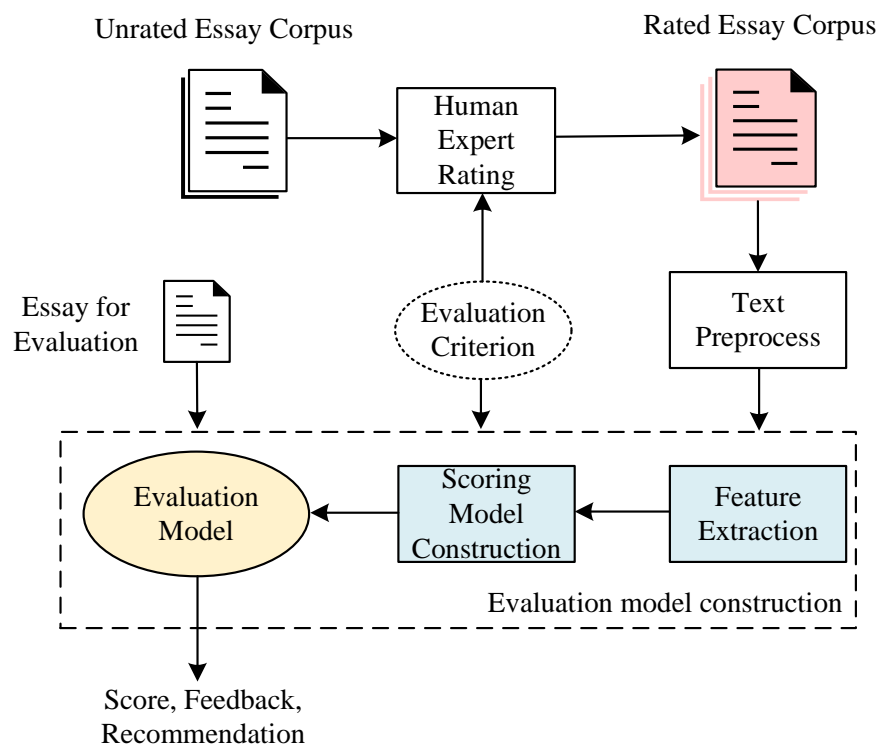 Unrated Essay Corpus
Rated Essay Corpus
Human
Expert
Rating
Essay for
Evaluation
Evaluation
Criterion
Text
Preprocess
Evaluation
Model
Scoring
Model
Construction
Feature
Extraction
Evaluation model construction
Score, Feedback,
Recommendation